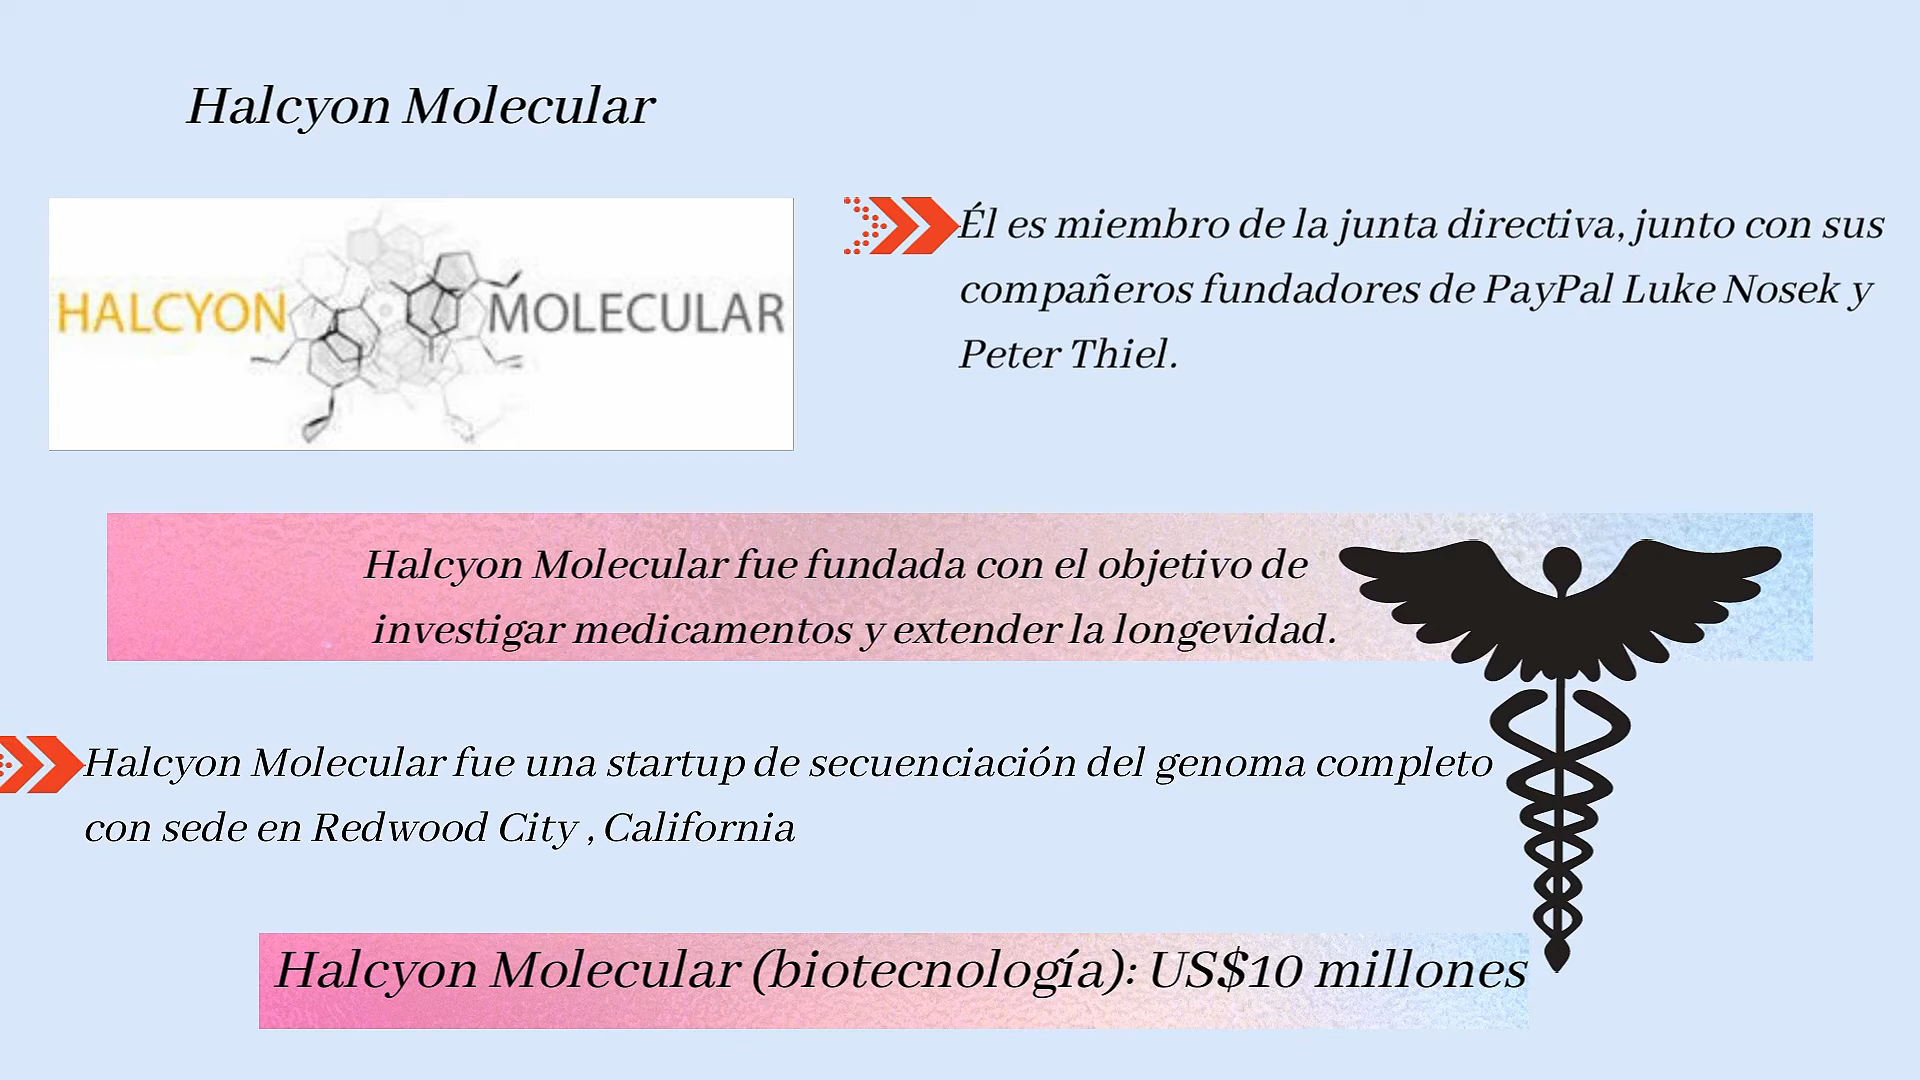 Halcyon Molecular
HALCYON MOLECULAR
Él es miembro de la junta directiva, junto con sus
compañeros fundadores de PayPal Luke Nosek y
Peter Thiel.
Halcyon Molecular fue fundada con el objetivo de
investigar medicamentos y extender la longevidad.
Halcyon Molecular fue una startup de secuenciación del genoma completo
con sede en Redwood City , California
Halcyon Molecular (biotecnología): US$10 millones